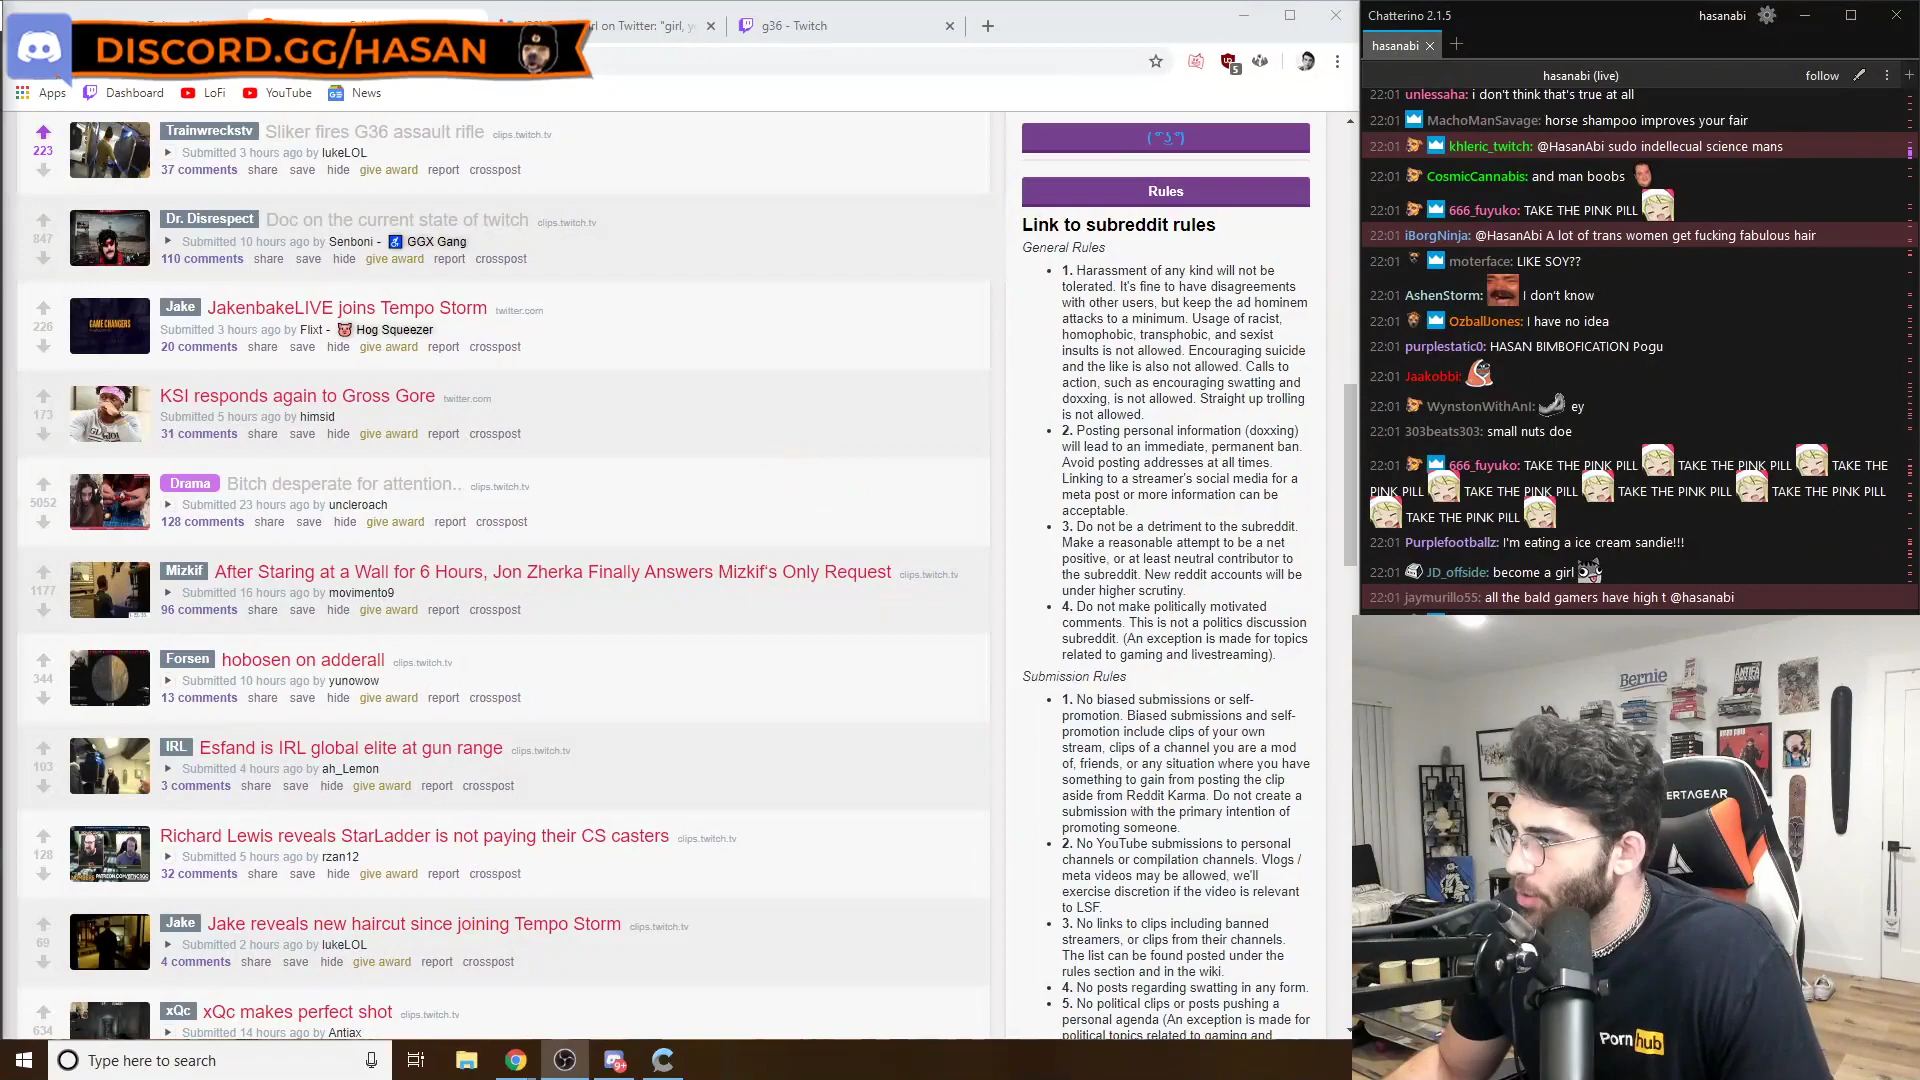 DISCORD.GG/HASAN
rl on Twitter: "girl, y
g36 - Twitch
5
Apps
Dashboard
LoFi
YouTube
News
223
Trainwreckstv Sliker fires G36 assault rifle clips.twitch.tv
Submitted 3 hours ago by lukeLOL
37 comments share save hide give award report crosspost
847
Dr. Disrespect Doc on the current state of twitch clips.twitch.tv
Submitted 10 hours ago by Senboni - GGX Gang
110 comments share save hide give award report crosspost
226
Jake JakenbakeLIVE joins Tempo Storm twitter.com
GAME CHANGERS
Submitted 3 hours ago by Flixt - Hog Squeezer
20 comments share save hide give award report crosspost
173
KSI responds again to Gross Gore twitter.com
Submitted 5 hours ago by himsid
31 comments share save hide give award report crosspost
5052
Drama Bitch desperate for attention.. clips.twitch.tv
Submitted 23 hours ago by uncleroach
128 comments share save hide give award report crosspost
1177
Mizkif After Staring at a Wall for 6 Hours, Jon Zherka Finally Answers Mizkif's Only Request clips.twitch.tv
Submitted 16 hours ago by movimento9
96 comments share save hide give award report crosspost
344
Forsen hobosen on adderall clips.twitch.tv
Submitted 10 hours ago by yunowow
13 comments share save hide give award report crosspost
103
IRL Esfand is IRL global elite at gun range clips.twitch.tv
Submitted 4 hours ago by ah_Lemon
3 comments share save hide give award report crosspost
128
Richard Lewis reveals StarLadder is not paying their CS casters clips.twitch.tv
Submitted 5 hours ago by rzan12
32 comments share save hide give award report crosspost
69
Jake Jake reveals new haircut since joining Tempo Storm clips.twitch.tv
Submitted 2 hours ago by lukeLOL
4 comments share save hide give award report crosspost
634
xQc xQc makes perfect shot clips.twitch.tv
Submitted 14 hours ago by Antiax
( ͡° ͜ʖ ͡°)
Rules
Link to subreddit rules
General Rules
1. Harassment of any kind will not be
tolerated. It's fine to have disagreements
with other users, but keep the ad hominem
attacks to a minimum. Usage of racist,
homophobic, transphobic, and sexist
insults is not allowed. Encouraging suicide
and the like is also not allowed. Calls to
action, such as encouraging swatting and
doxxing, is not allowed. Straight up trolling
is not allowed.
2. Posting personal information (doxxing)
will lead to an immediate, permanent ban.
Avoid posting addresses at all times.
Linking to a streamer's social media for a
meta post or more information can be
acceptable.
3. Do not be a detriment to the subreddit.
Make a reasonable attempt to be a net
positive, or at least neutral contributor to
the subreddit. New reddit accounts will be
under higher scrutiny.
4. Do not make politically motivated
comments. This is not a politics discussion
subreddit. (An exception is made for topics
related to gaming and livestreaming).
Submission Rules
1. No biased submissions or self-
promotion. Biased submissions and self-
promotion include clips of your own
stream, clips of a channel you are a mod
of, friends, or any situation where you have
something to gain from posting the clip
aside from Reddit Karma. Do not create a
submission with the primary intention of
promoting someone.
2. No YouTube submissions to personal
channels or compilation channels. Vlogs /
meta videos may be allowed, we'll
exercise discretion if the video is relevant
to LSF.
3. No links to clips including banned
streamers, or clips from their channels.
The list can be found posted under the
rules section and in the wiki.
4. No posts regarding swatting in any form.
5. No political clips or posts pushing a
personal agenda (An exception is made for
political topics related to gaming and
Chatterino 2.1.5
hasanabi
hasanabi
hasanabi (live)
follow
22:01 unlessaha: i don't think that's true at all
22:01 MachoManSavage: horse shampoo improves your fair
22:01 khleric_twitch: @HasanAbi sudo indellecual science mans
22:01 CosmicCannabis: and man boobs
22:01 666_fuyuko: TAKE THE PINK PILL
22:01 iBorgNinja: @HasanAbi A lot of trans women get fucking fabulous hair
22:01 moterface: LIKE SOY??
22:01 AshenStorm: I don't know
22:01 OzballJones: I have no idea
22:01 purplestatic0: HASAN BIMBOFICATION Pogu
22:01 Jaakobbi:
22:01 WynstonWithAnI: ey
22:01 303beats303: small nuts doe
22:01 666_fuyuko: TAKE THE PINK PILL TAKE THE PINK PILL TAKE THE
PINK PILL TAKE THE PINK PILL TAKE THE PINK PILL TAKE THE PINK PILL
TAKE THE PINK PILL
22:01 Purplefootballz: I'm eating a ice cream sandie!!!
22:01 JD_offside: become a girl
22:01 jaymurillo55: all the bald gamers have high t @hasanabi
Bernie
ANTIFA
ERTAGEAR
Porn hub
Type here to search
9+